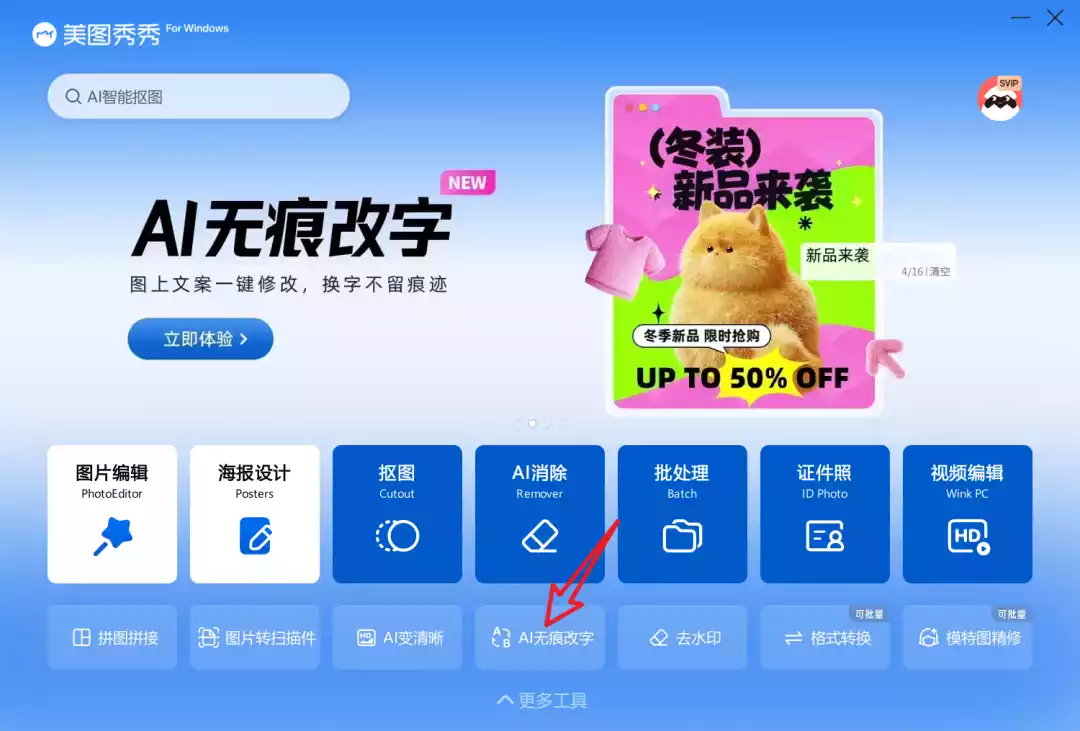 美图秀秀 For Windows
AI智能抠图
SVIP
NEW
AI无痕改字
图上文案一键修改，换字不留痕迹
立即体验
(冬装)
新品来袭
新品来袭
4/16 | 清空
冬季新品 限时抢购
UP TO 50% OFF
图片编辑
PhotoEditor
海报设计
Posters
抠图
Cutout
AI消除
Remover
批处理
Batch
证件照
ID Photo
视频编辑
Wink PC
HD
拼图拼接
图片转扫描件
HD
AI变清晰
A
B
AI无痕改字
去水印
可批量
格式转换
可批量
模特图精修
更多工具